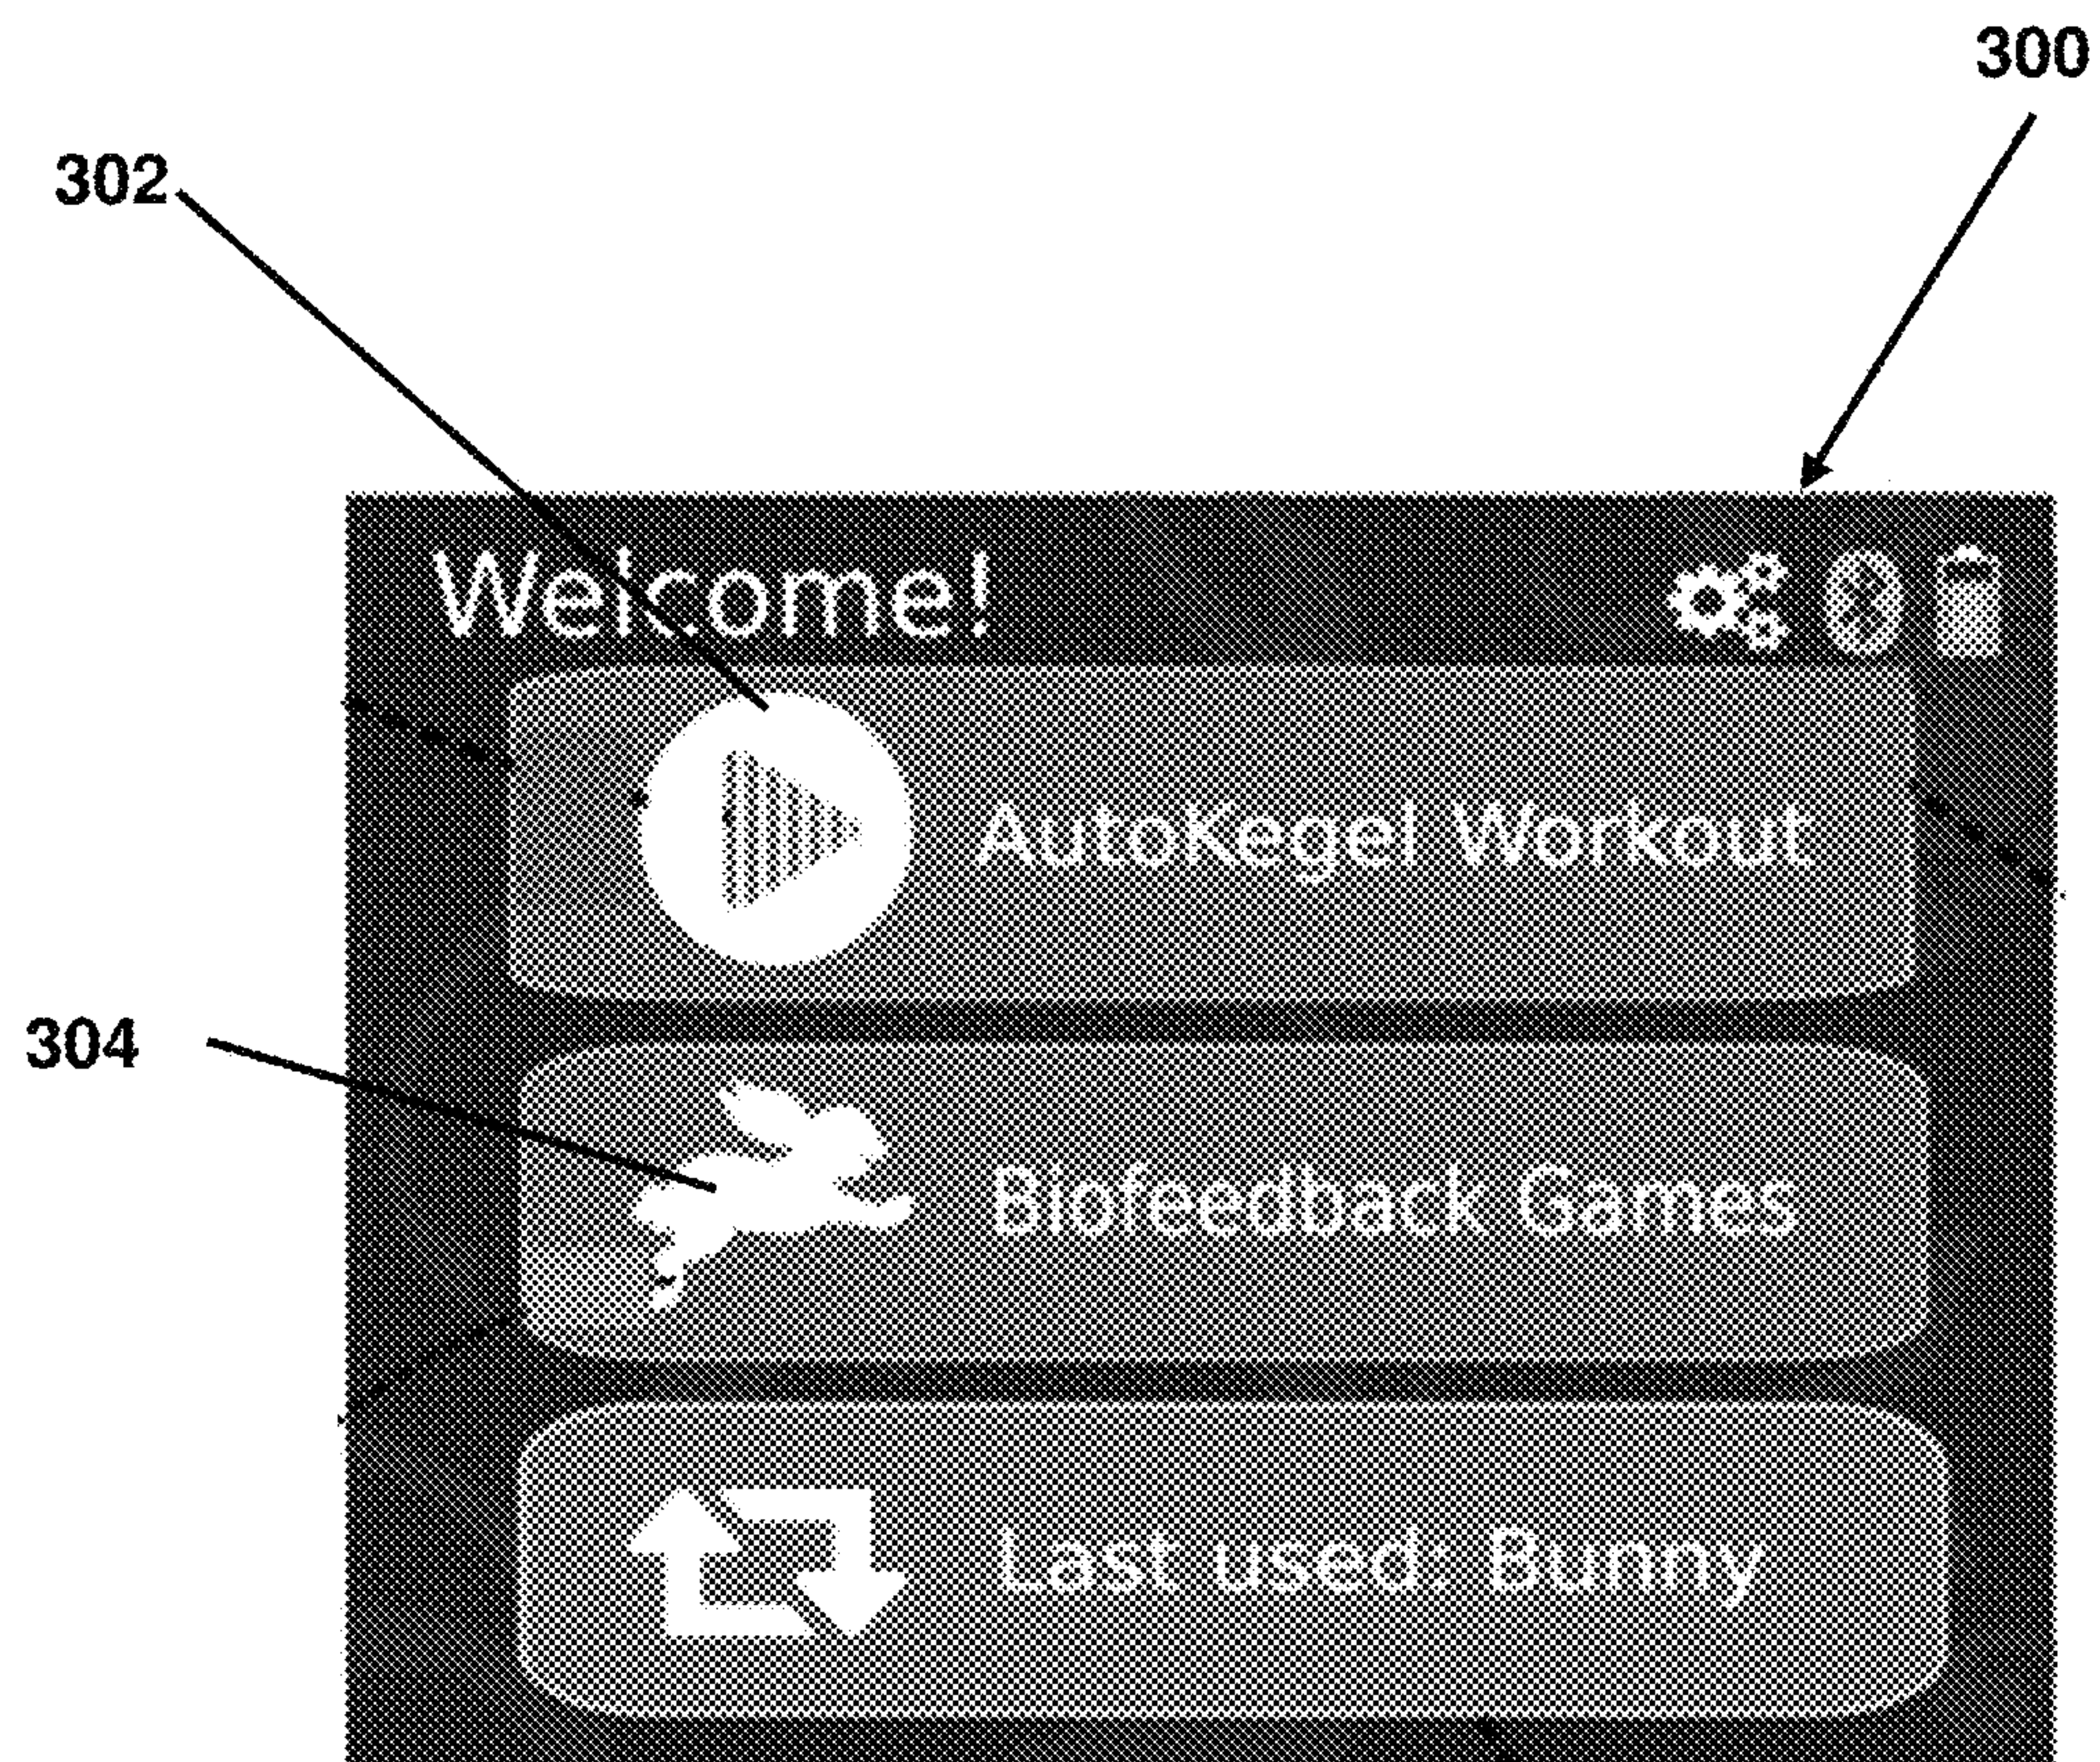 300
302
Welcome!
AutoKegel Workout
304
Biofeedback Games
Last used: Bunny